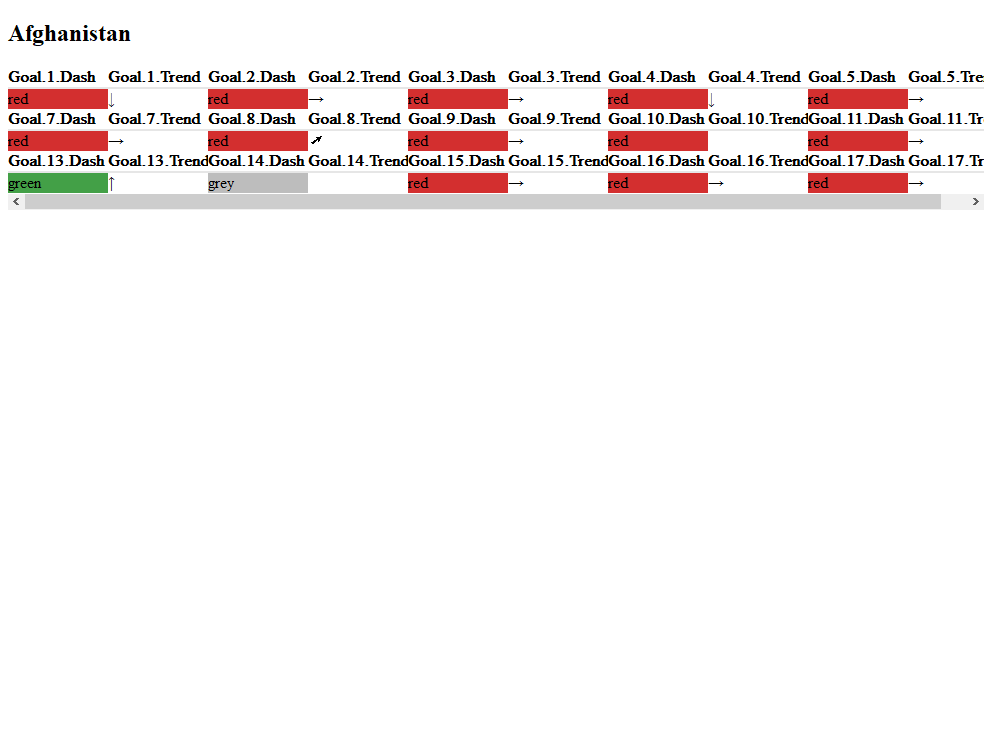 Afghanistan
Goal.1.Dash Goal.1.Trend Goal.2.Dash Goal.2.Trend Goal.3.Dash Goal.3.Trend Goal.4.Dash Goal.4.Trend Goal.5.Dash Goal.5.Tre
red ↓ red → red → red ↓ red →
Goal.7.Dash Goal.7.Trend Goal.8.Dash Goal.8.Trend Goal.9.Dash Goal.9.Trend Goal.10.Dash Goal.10.Trend Goal.11.Dash Goal.11.Tr
red → red ➚ red → red red →
Goal.13.Dash Goal.13.Trend Goal.14.Dash Goal.14.Trend Goal.15.Dash Goal.15.Trend Goal.16.Dash Goal.16.Trend Goal.17.Dash Goal.17.Tr
green ↑ grey red → red → red →